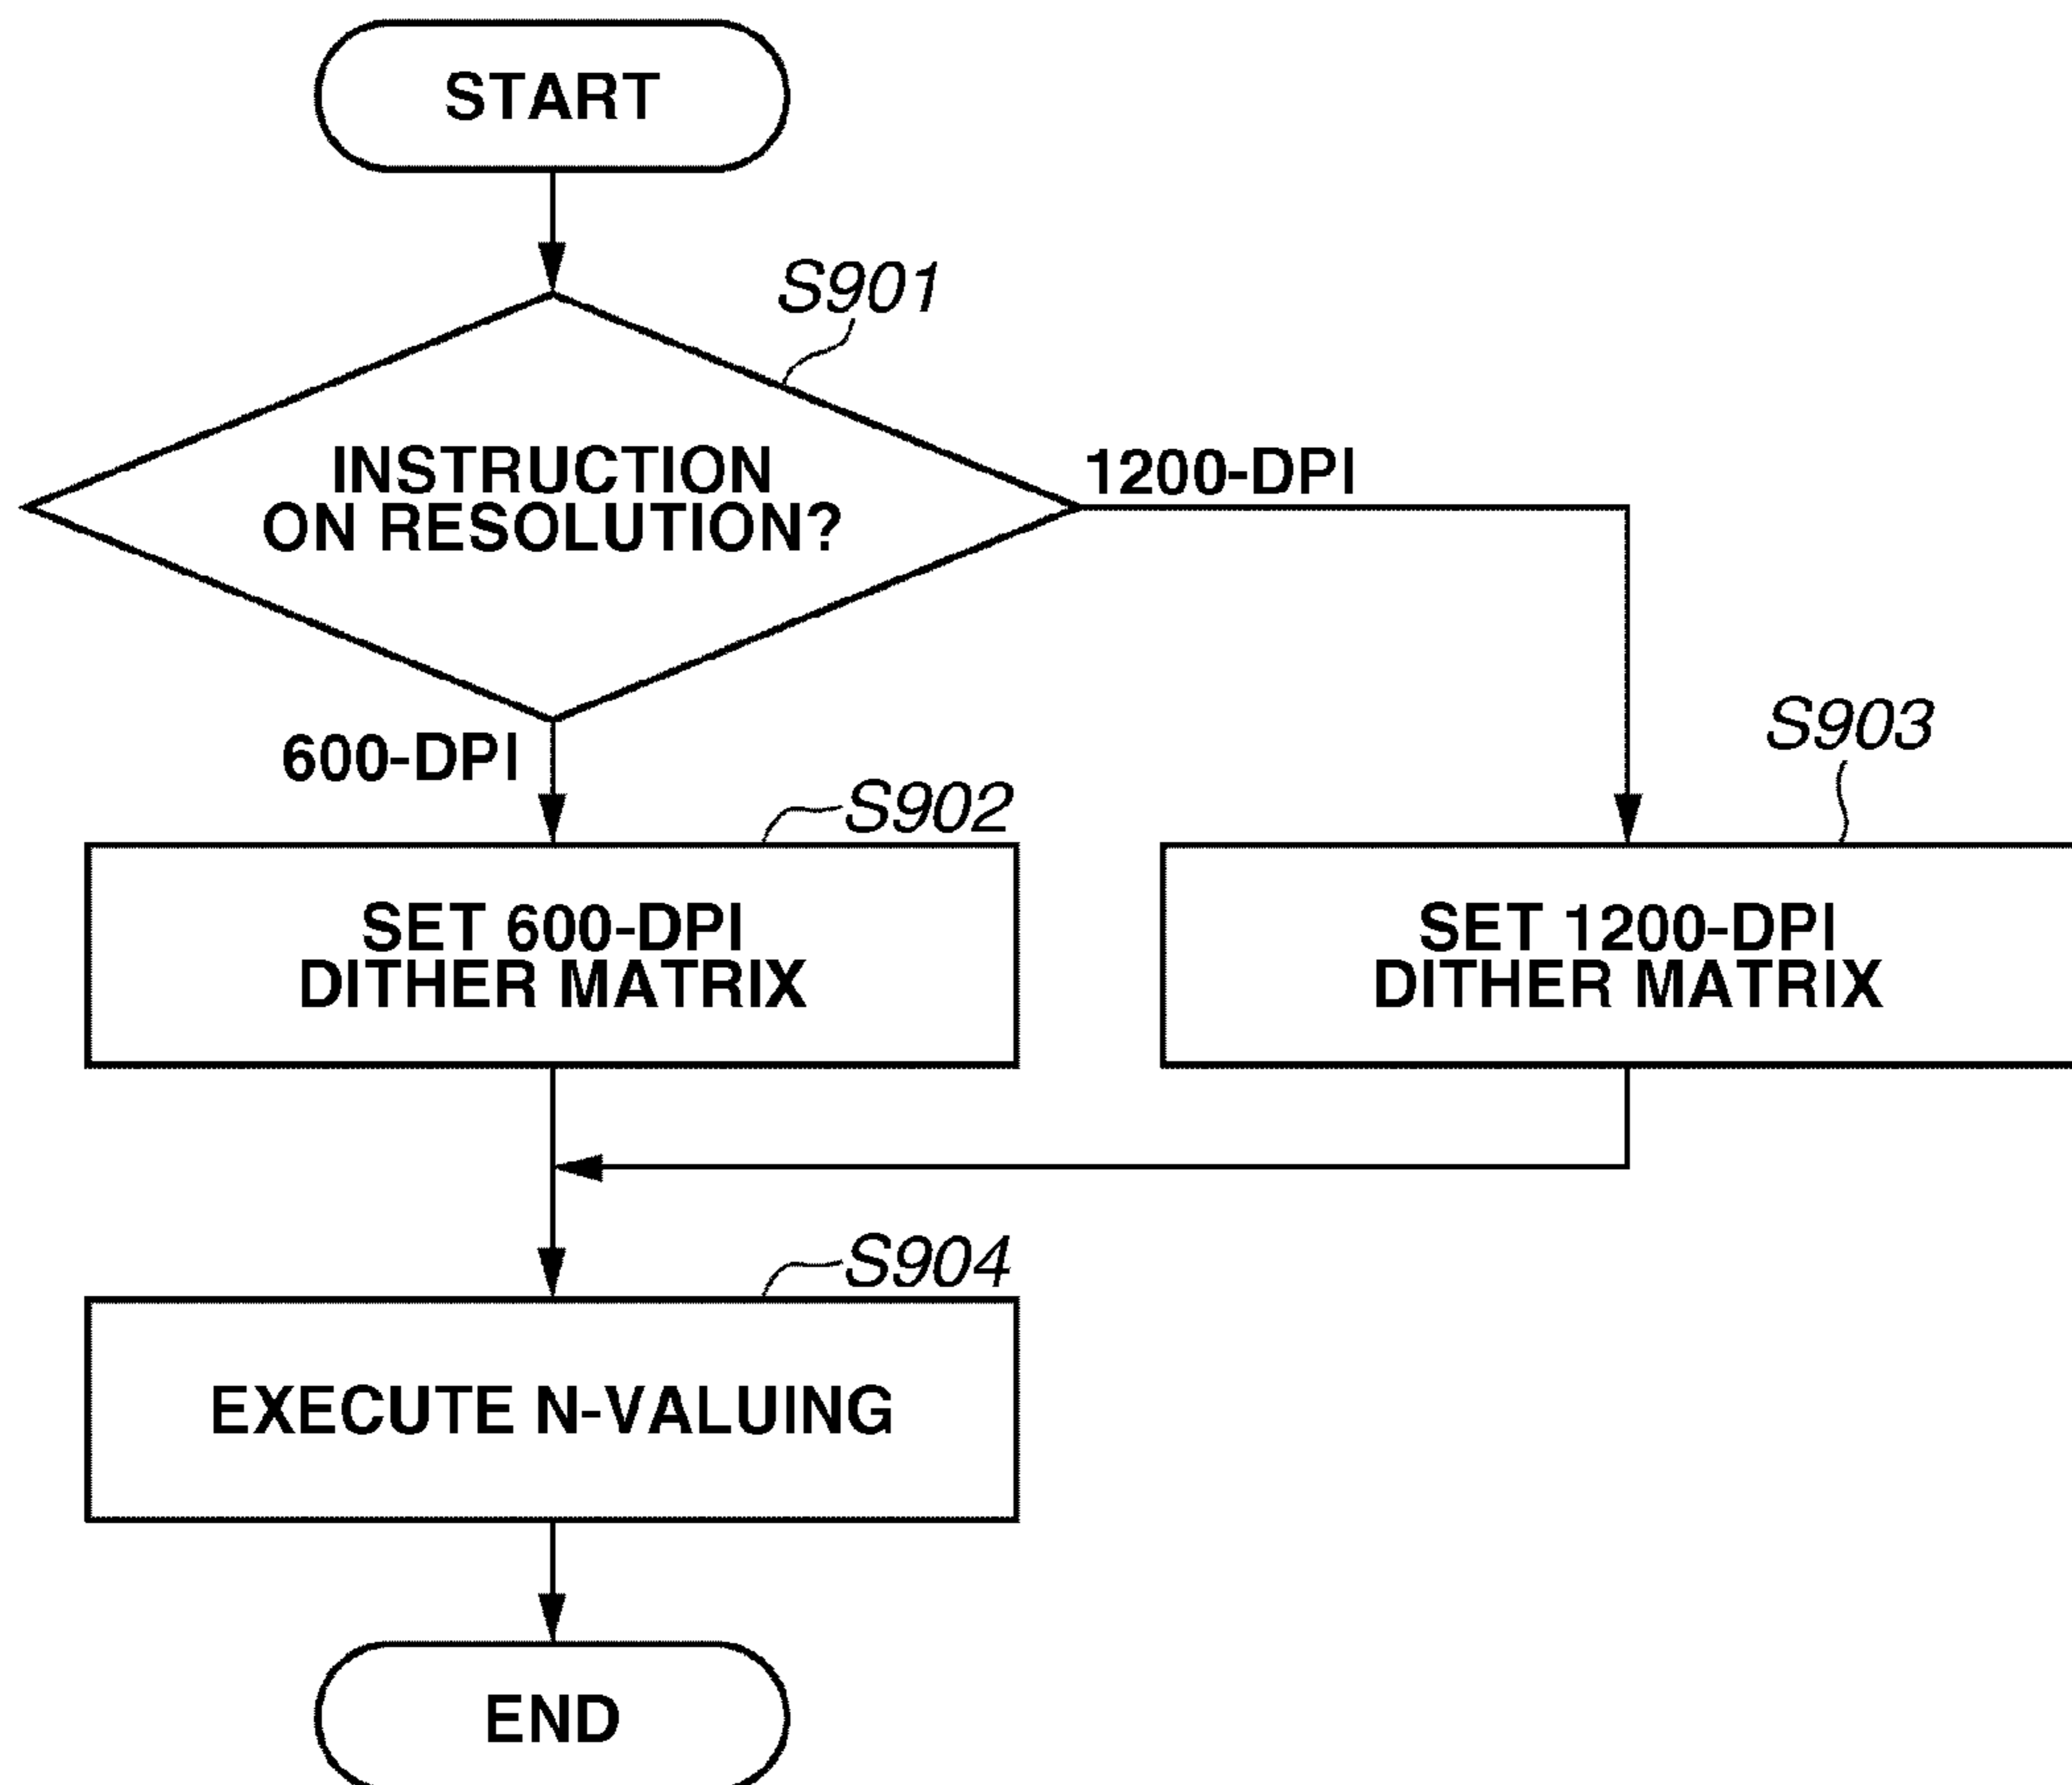 START
S901
INSTRUCTION
ON RESOLUTION?
1200-DPI
600-DPI
S902
S903
SET 600-DPI
DITHER MATRIX
SET 1200-DPI
DITHER MATRIX
S904
EXECUTE N-VALUING
END